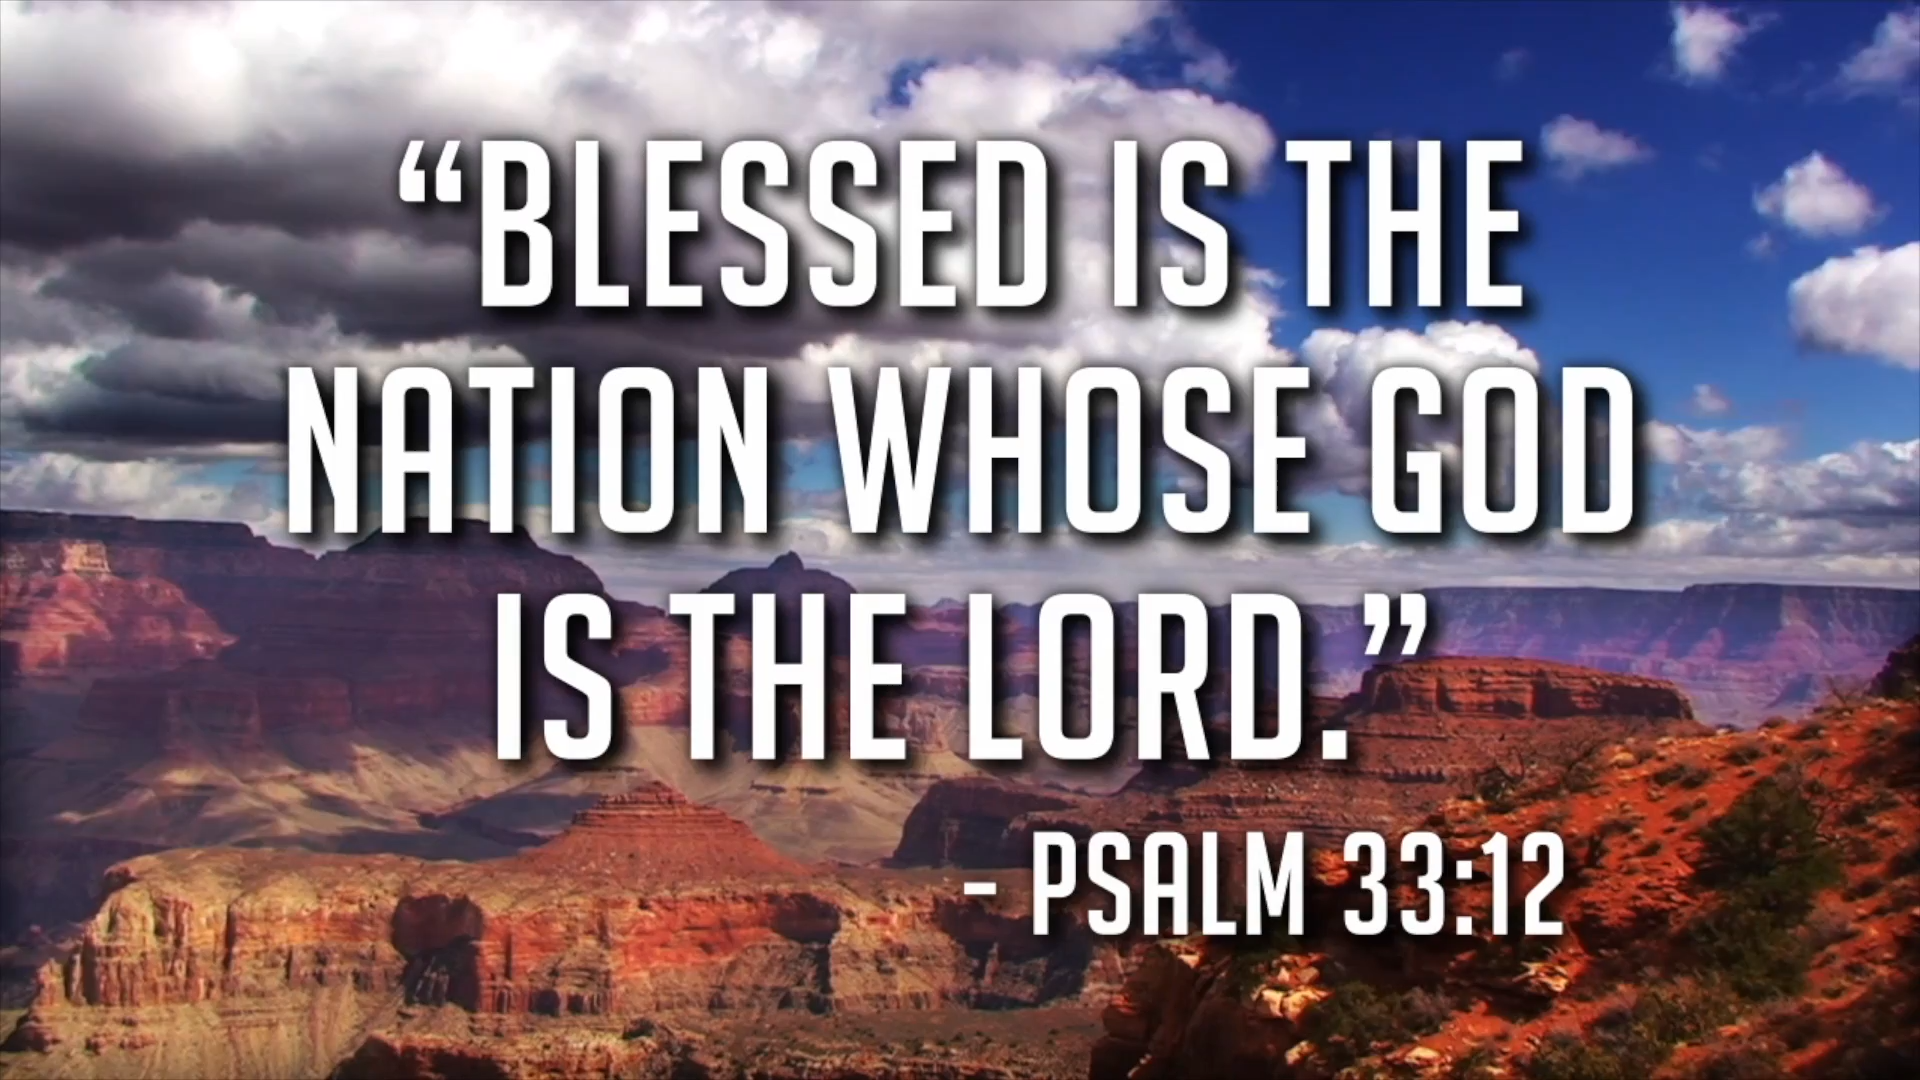 “BLESSED IS THE
NATION WHOSE GOD
IS THE LORD.”
- PSALM 33:12